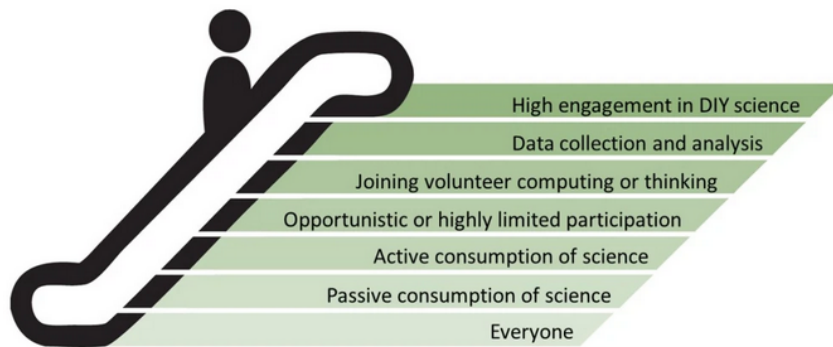 High engagement in DIY science
Data collection and analysis
Joining volunteer computing or thinking
Opportunistic or highly limited participation
Active consumption of science
Passive consumption of science
Everyone